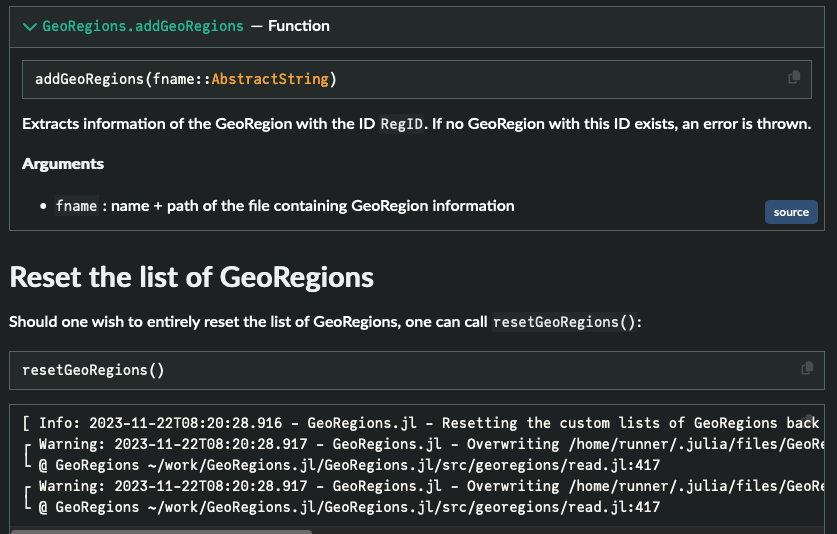 GeoRegions.addGeoRegions — Function
addGeoRegions(fname::AbstractString)
Extracts information of the GeoRegion with the ID RegID. If no GeoRegion with this ID exists, an error is thrown.
Arguments
• fname : name + path of the file containing GeoRegion information
source
Reset the list of GeoRegions
Should one wish to entirely reset the list of GeoRegions, one can call resetGeoRegions():
resetGeoRegions()
[ Info: 2023-11-22T08:20:28.916 - GeoRegions.jl - Resetting the custom lists of GeoRegions back
┌ Warning: 2023-11-22T08:20:28.917 - GeoRegions.jl - Overwriting /home/runner/.julia/files/GeoRe
└ @ GeoRegions ~/work/GeoRegions.jl/GeoRegions.jl/src/georegions/read.jl:417
┌ Warning: 2023-11-22T08:20:28.917 - GeoRegions.jl - Overwriting /home/runner/.julia/files/GeoRe
└ @ GeoRegions ~/work/GeoRegions.jl/GeoRegions.jl/src/georegions/read.jl:417